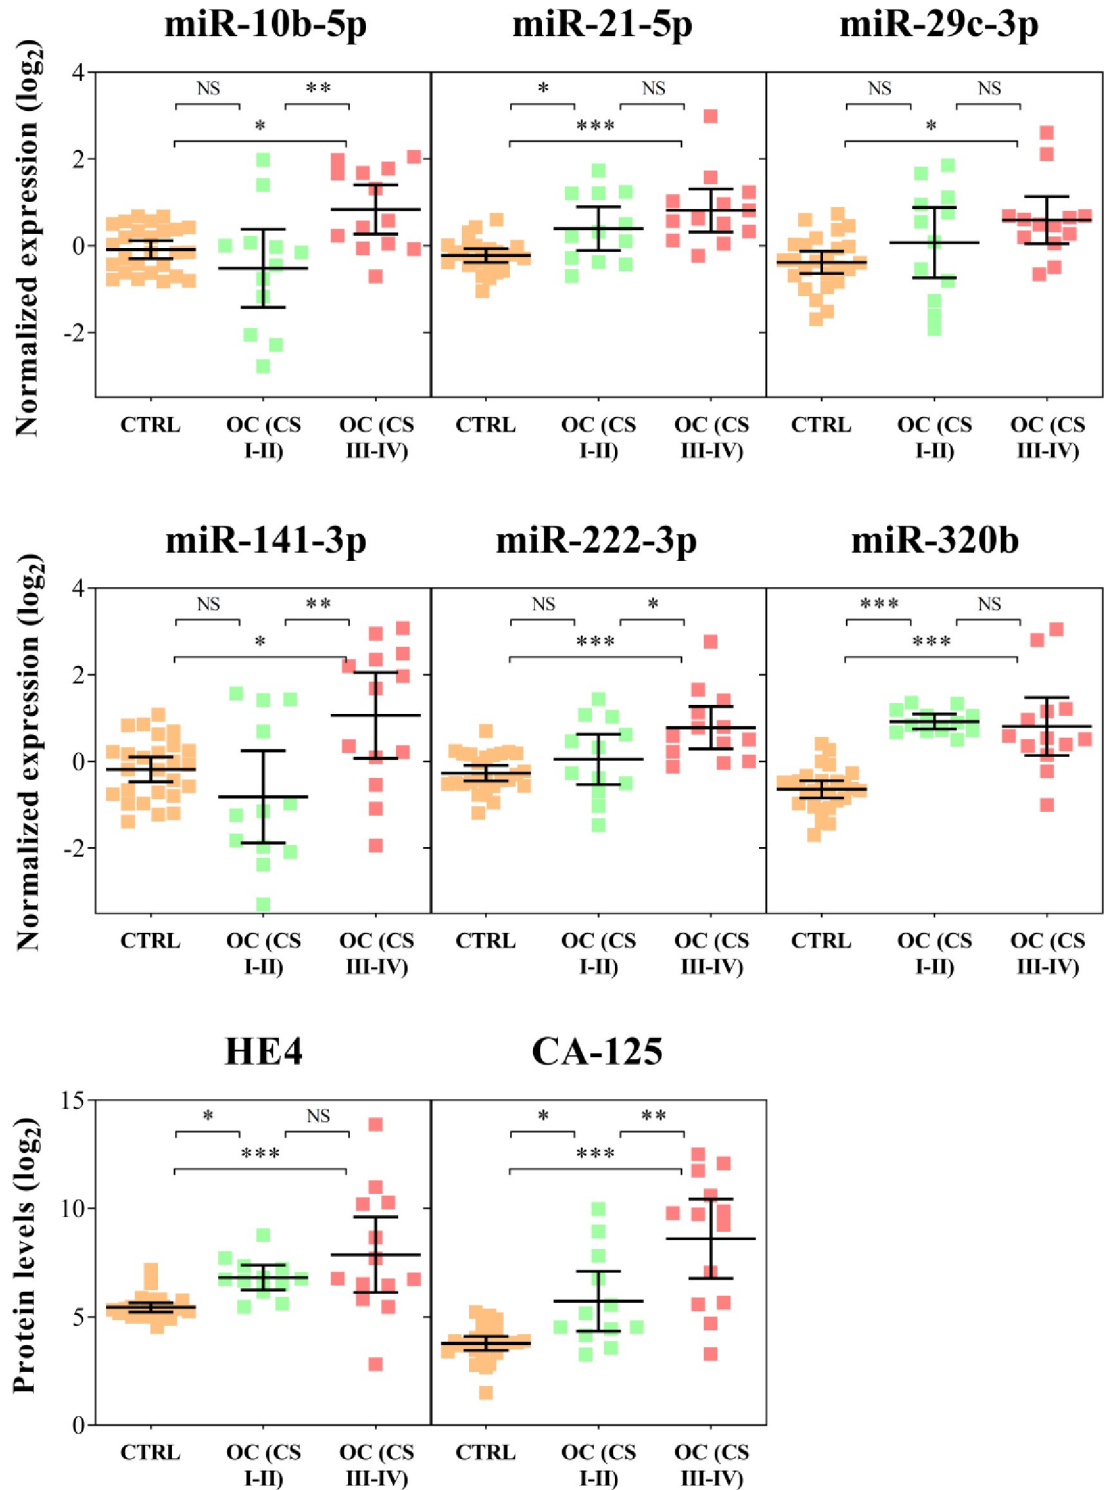 miR-10b-5p miR-21-5p miR-29c-3p
Normalized expression (log2)
4
2
0
-2
NS ** *
* NS ***
NS NS *
CTRL OC (CS I-II) OC (CS III-IV)
CTRL OC (CS I-II) OC (CS III-IV)
CTRL OC (CS I-II) OC (CS III-IV)
miR-141-3p miR-222-3p miR-320b
Normalized expression (log2)
4
2
0
-2
NS ** *
NS * ***
*** NS ***
CTRL OC (CS I-II) OC (CS III-IV)
CTRL OC (CS I-II) OC (CS III-IV)
CTRL OC (CS I-II) OC (CS III-IV)
HE4 CA-125
Protein levels (log2)
15
10
5
0
* NS ***
* ** ***
CTRL OC (CS I-II) OC (CS III-IV)
CTRL OC (CS I-II) OC (CS III-IV)